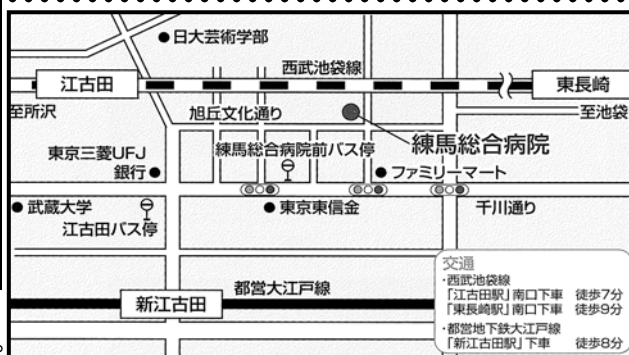 日大芸術学部
西武池袋線
江古田
東長崎
至所沢
旭丘文化通り
至池袋
練馬総合病院
東京三菱UFJ
銀行
練馬総合病院前バス停
ファミリーマート
武蔵大学
江古田バス停
東京東信金
千川通り
都営大江戸線
新江古田
交通
・西武池袋線
「江古田駅」南口下車 徒歩7分
「東長崎駅」南口下車 徒歩9分
・都営地下鉄大江戸線
「新江古田駅」下車 徒歩8分